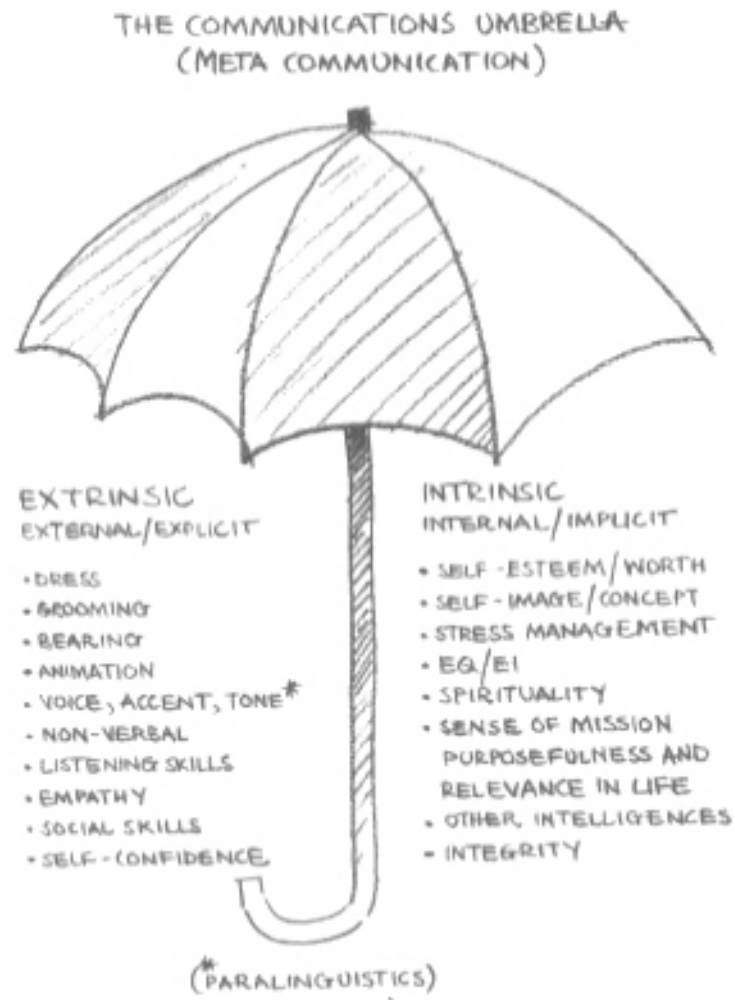 THE COMMUNICATIONS UMBRELLA
(META COMMUNICATION)
EXTRINSIC
EXTERNAL/EXPLICIT
• DRESS
• GROOMING
• BEARING
• ANIMATION
• VOICE, ACCENT, TONE*
• NON-VERBAL
• LISTENING SKILLS
• EMPATHY
• SOCIAL SKILLS
• SELF-CONFIDENCE
INTRINSIC
INTERNAL/IMPLICIT
• SELF-ESTEEM/WORTH
• SELF-IMAGE/CONCEPT
• STRESS MANAGEMENT
• EQ/EI
• SPIRITUALITY
• SENSE OF MISSION
PURPOSEFULNESS AND
RELEVANCE IN LIFE
• OTHER INTELLIGENCES
• INTEGRITY
(*PARALINGUISTICS)